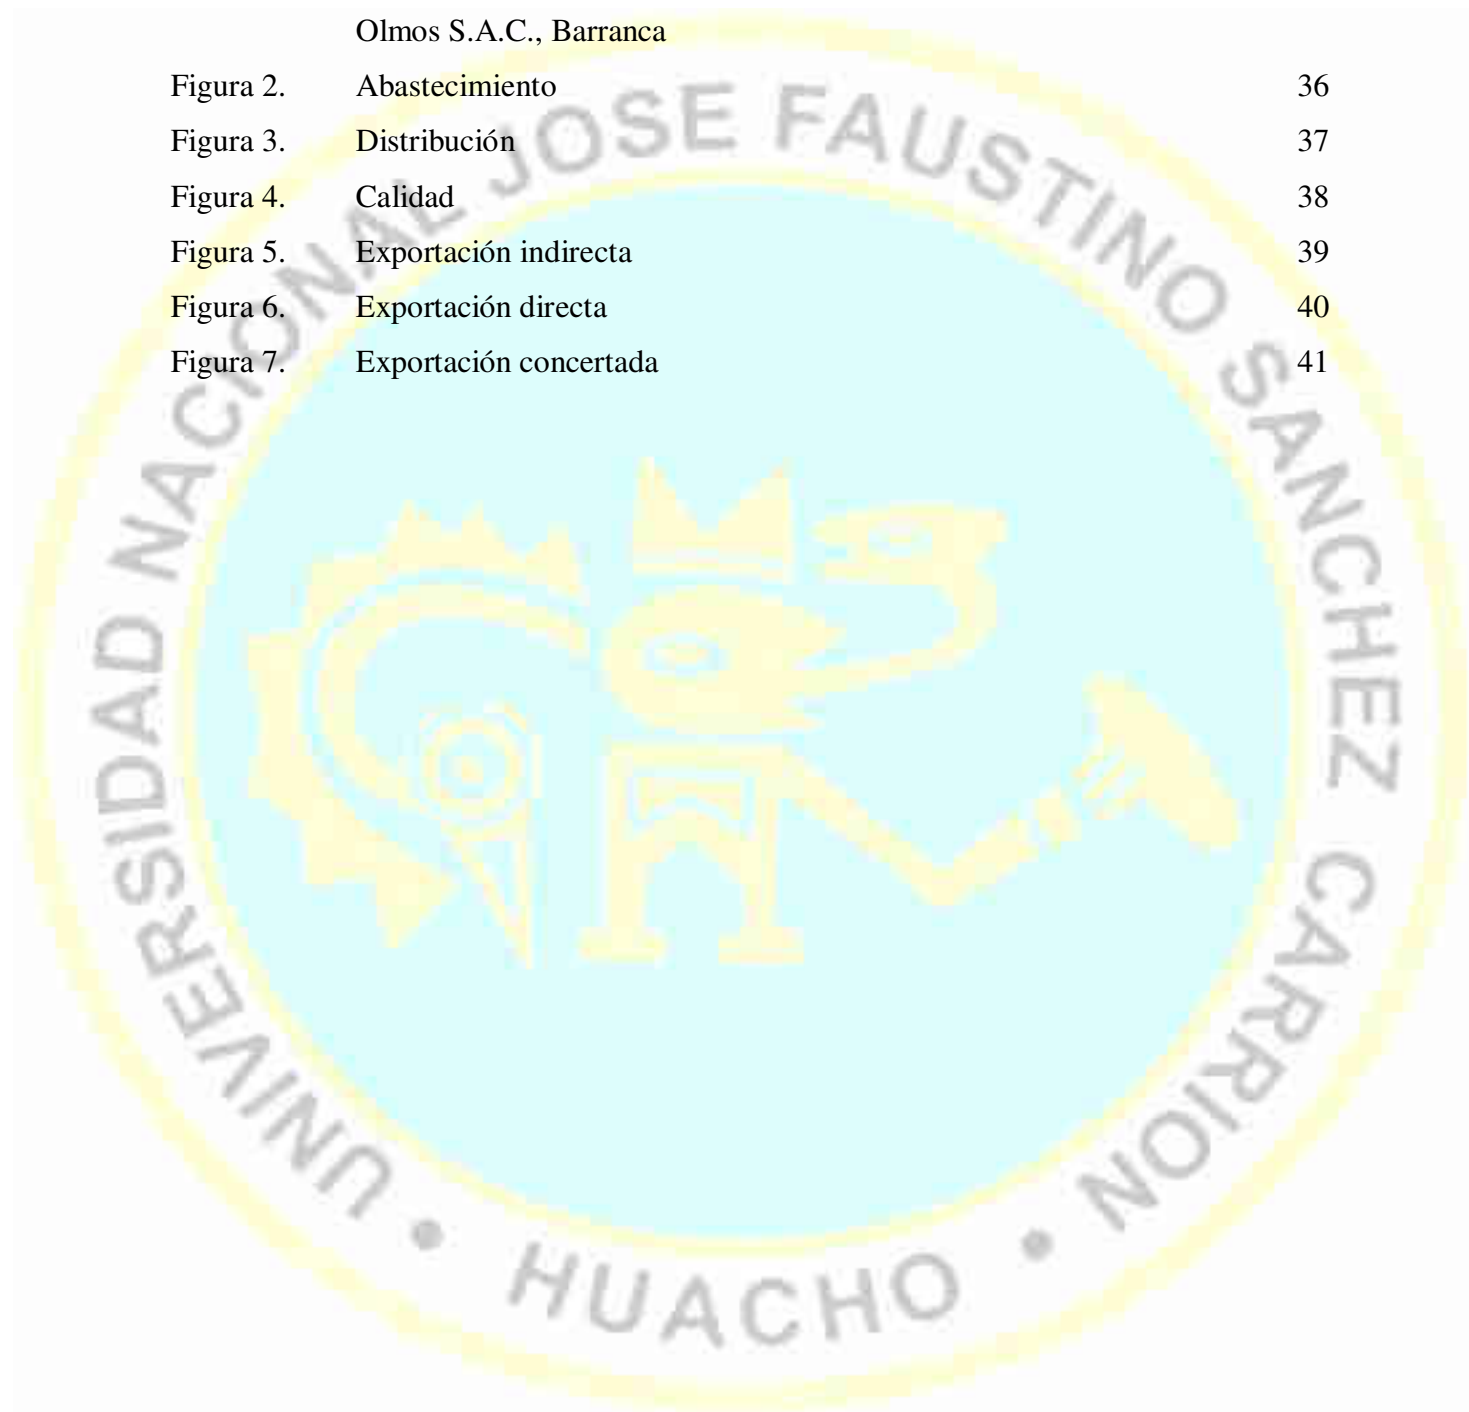 Olmos S.A.C., Barranca
Figura 2. Abastecimiento 36
Figura 3. Distribución 37
Figura 4. Calidad 38
Figura 5. Exportación indirecta 39
Figura 6. Exportación directa 40
Figura 7. Exportación concertada 41
UNIVERSIDAD NACIONAL JOSE FAUSTINO SANCHEZ CARRION
• HUACHO •